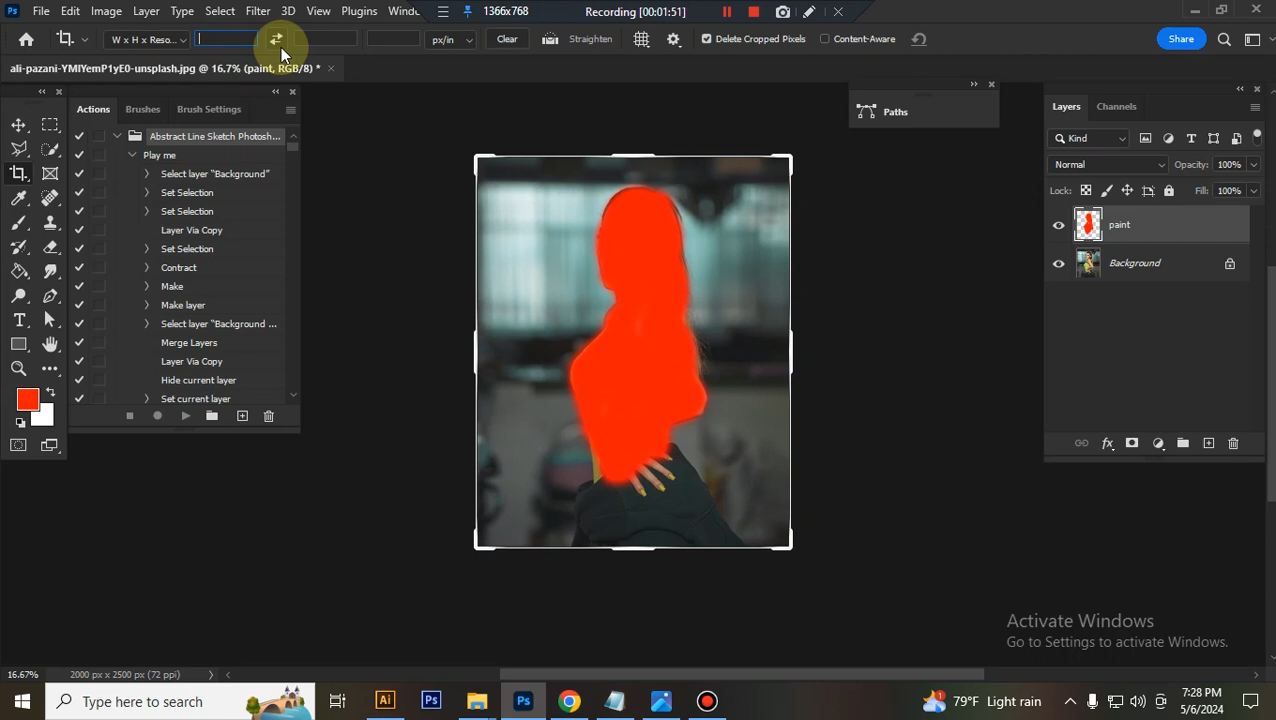 Ps File Edit Image Layer Type Select Filter 3D View Plugins Windo 1366x768 Recording [00:01:51]
W x H x Reso... px/in Clear Straighten Delete Cropped Pixels Content-Aware Share
ali-pazani-YMlYemP1yE0-unsplash.jpg @ 16.7% (paint, RGB/8) *
Actions Brushes Brush Settings
Abstract Line Sketch Photosh...
Play me
Select layer "Background"
Set Selection
Set Selection
Layer Via Copy
Set Selection
Contract
Make
Make layer
Select layer "Background ...
Merge Layers
Layer Via Copy
Hide current layer
Set current layer
Paths
Layers Channels
Kind
Normal Opacity: 100%
Lock: Fill: 100%
paint
Background
Activate Windows
Go to Settings to activate Windows.
16.67% 2000 px x 2500 px (72 ppi)
Type here to search Ai Ps Ps 79°F Light rain 7:28 PM
5/6/2024